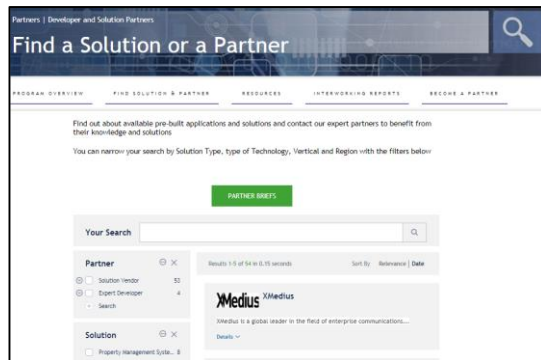 Partners | Developer and Solution Partners
Find a Solution or a Partner
PROGRAM OVERVIEW
FIND SOLUTION & PARTNER
RESOURCES
INTERWORKING REPORTS
BECOME A PARTNER
Find out about available pre-built applications and solutions and contact our expert partners to benefit from
their knowledge and solutions
You can narrow your search by Solution Type, type of Technology, Vertical and Region with the filters below
PARTNER BRIEFS
Your Search
Partner
Solution Vendor 53
Expert Developer 4
Search
Results 1-9 of 54 in 0.15 seconds
Sort By Relevance | Date
XMedius XMedius
XMedius is a global leader in the field of enterprise communications...
Details
Solution
Property Management Syste... 8